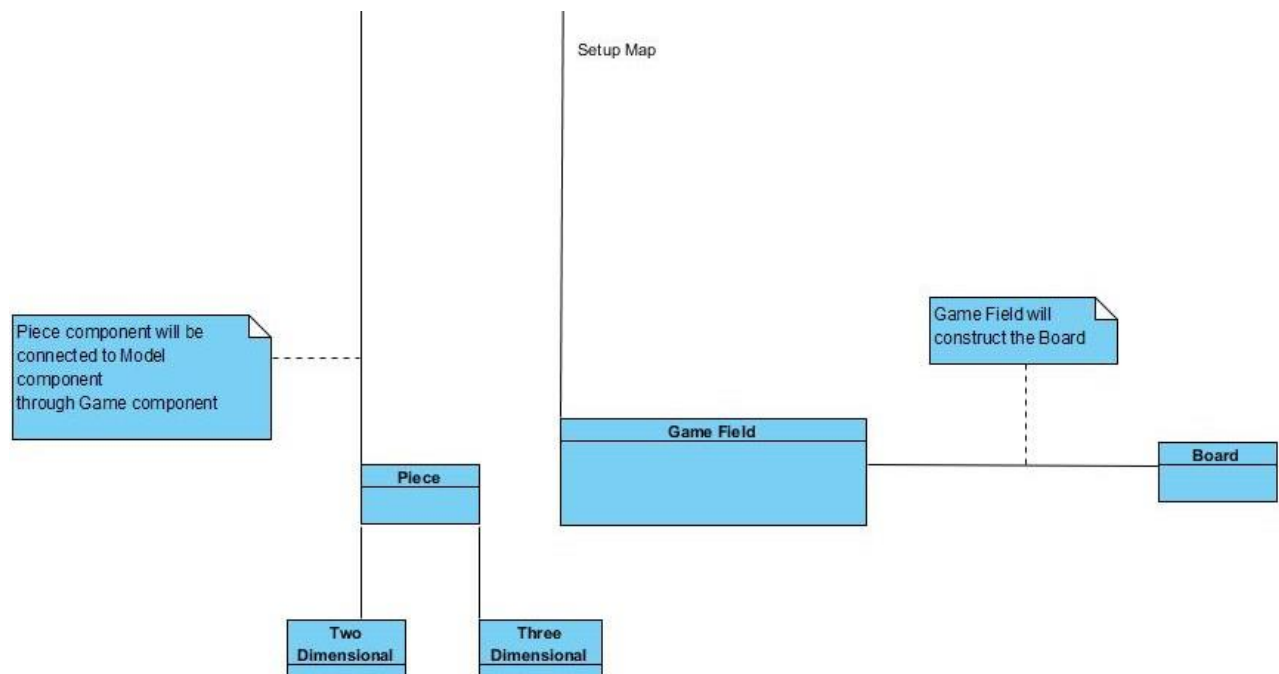 Setup Map
Piece component will be
connected to Model
component
through Game component
Game Field will
construct the Board
Game Field
Board
Piece
Two
Dimensional
Three
Dimensional